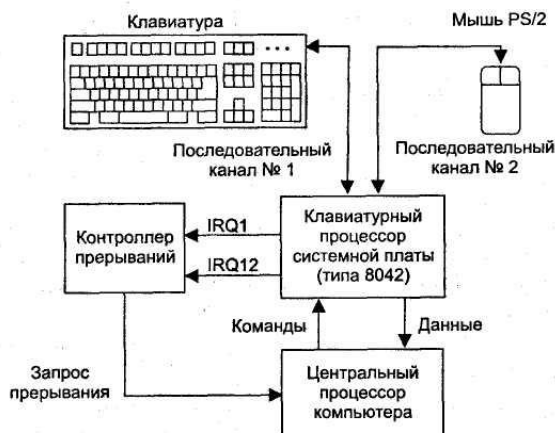 Клавиатура
Мышь PS/2
Последовательный
канал № 1
Последовательный
канал № 2
Контроллер
прерываний
IRQ1
IRQ12
Клавиатурный
процессор
системной платы
(типа 8042)
Команды
Данные
Запрос
прерывания
Центральный
процессор
компьютера